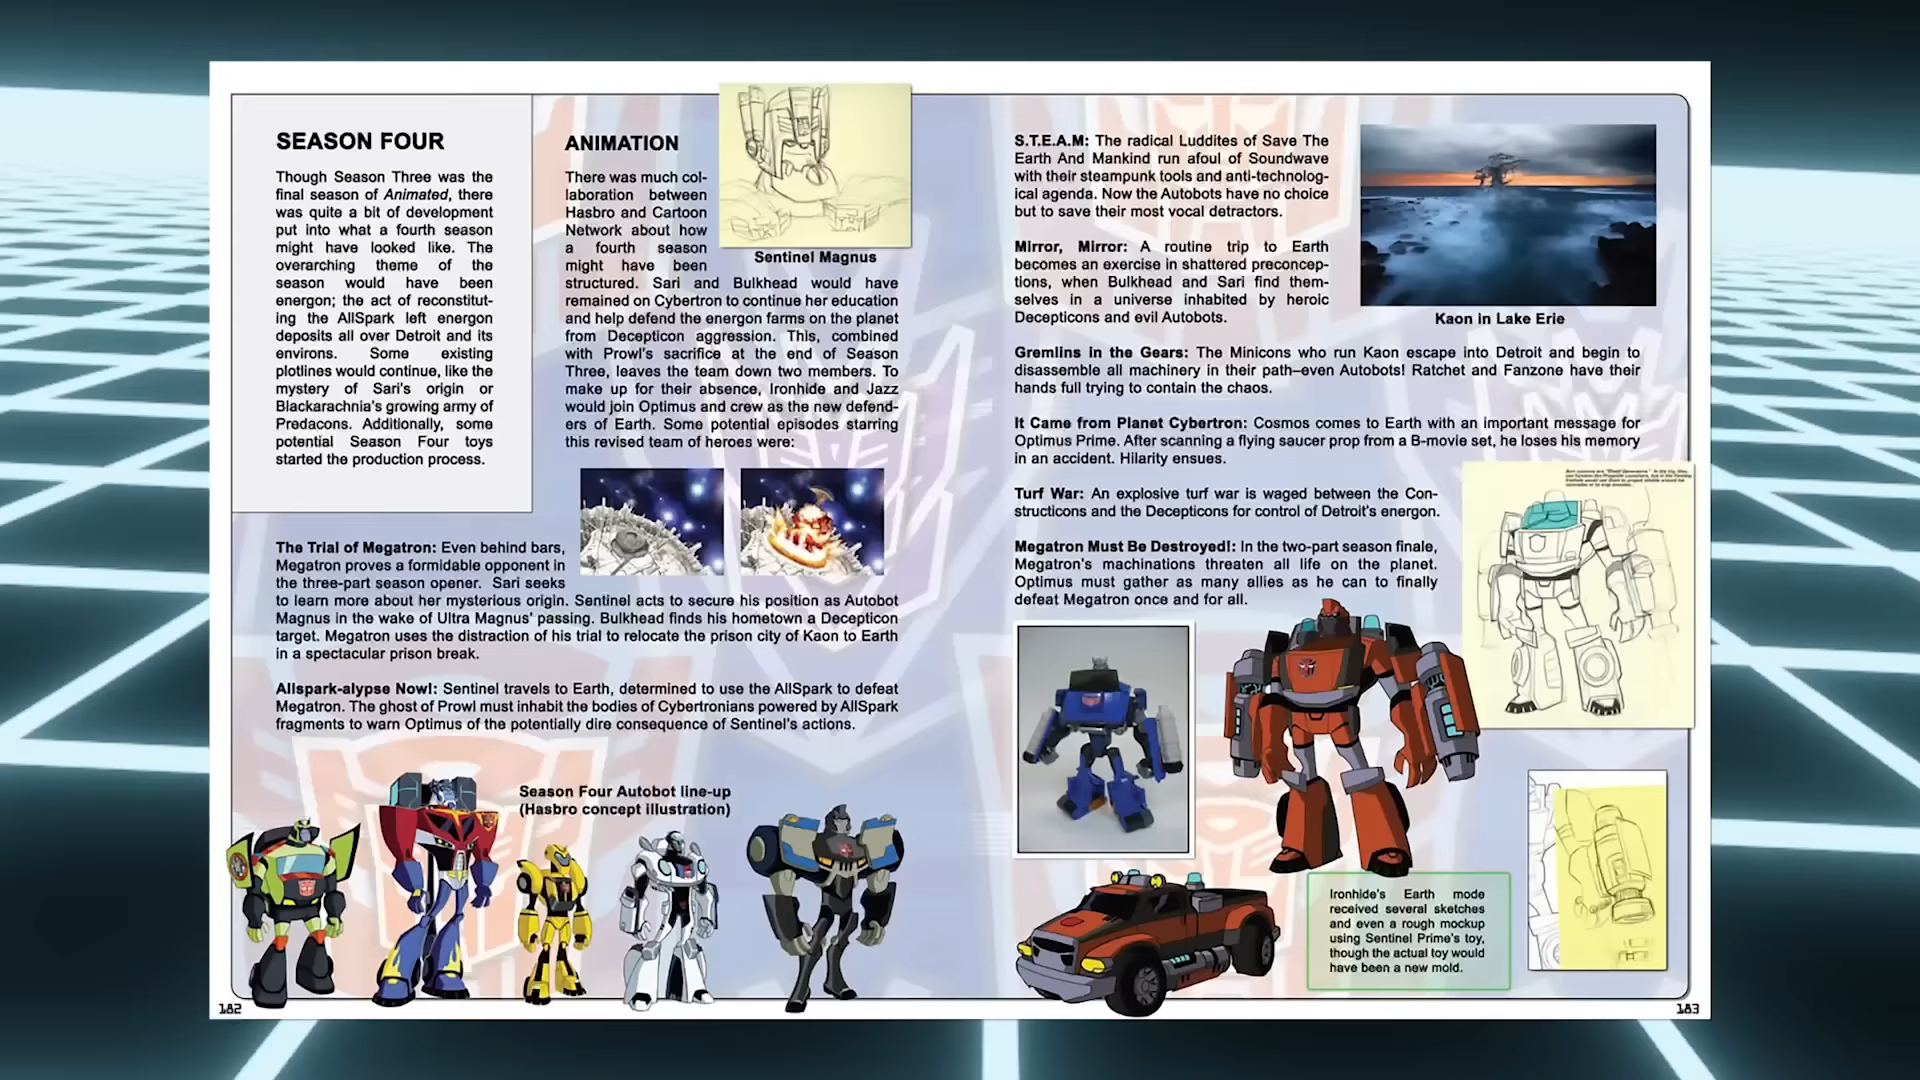 SEASON FOUR
Though Season Three was the
final season of Animated, there
was quite a bit of development
put into what a fourth season
might have looked like. The
overarching theme of the
season would have been
energon; the act of reconstitut-
ing the AllSpark left energon
deposits all over Detroit and its
environs. Some existing
plotlines would continue, like the
mystery of Sari's origin or
Blackarachnia's growing army of
Predacons. Additionally, some
potential Season Four toys
started the production process.
ANIMATION
There was much col-
laboration between
Hasbro and Cartoon
Network about how
a fourth season
might have been
structured. Sari and Bulkhead would have
remained on Cybertron to continue her education
and help defend the energon farms on the planet
from Decepticon aggression. This, combined
with Prowl's sacrifice at the end of Season
Three, leaves the team down two members. To
make up for their absence, Ironhide and Jazz
would join Optimus and crew as the new defend-
ers of Earth. Some potential episodes starring
this revised team of heroes were:
Sentinel Magnus
The Trial of Megatron: Even behind bars,
Megatron proves a formidable opponent in
the three-part season opener. Sari seeks
to learn more about her mysterious origin. Sentinel acts to secure his position as Autobot
Magnus in the wake of Ultra Magnus' passing. Bulkhead finds his hometown a Decepticon
target. Megatron uses the distraction of his trial to relocate the prison city of Kaon to Earth
in a spectacular prison break.
Allspark-alypse Now!: Sentinel travels to Earth, determined to use the AllSpark to defeat
Megatron. The ghost of Prowl must inhabit the bodies of Cybertronians powered by AllSpark
fragments to warn Optimus of the potentially dire consequence of Sentinel's actions.
Season Four Autobot line-up
(Hasbro concept illustration)
182
S.T.E.A.M: The radical Luddites of Save The
Earth And Mankind run afoul of Soundwave
with their steampunk tools and anti-technolog-
ical agenda. Now the Autobots have no choice
but to save their most vocal detractors.
Mirror, Mirror: A routine trip to Earth
becomes an exercise in shattered preconcep-
tions, when Bulkhead and Sari find them-
selves in a universe inhabited by heroic
Decepticons and evil Autobots.
Kaon in Lake Erie
Gremlins in the Gears: The Minicons who run Kaon escape into Detroit and begin to
disassemble all machinery in their path–even Autobots! Ratchet and Fanzone have their
hands full trying to contain the chaos.
It Came from Planet Cybertron: Cosmos comes to Earth with an important message for
Optimus Prime. After scanning a flying saucer prop from a B-movie set, he loses his memory
in an accident. Hilarity ensues.
Turf War: An explosive turf war is waged between the Con-
structicons and the Decepticons for control of Detroit's energon.
Megatron Must Be Destroyed!: In the two-part season finale,
Megatron's machinations threaten all life on the planet.
Optimus must gather as many allies as he can to finally
defeat Megatron once and for all.
Ironhide's Earth mode
received several sketches
and even a rough mockup
using Sentinel Prime's toy,
though the actual toy would
have been a new mold.
183